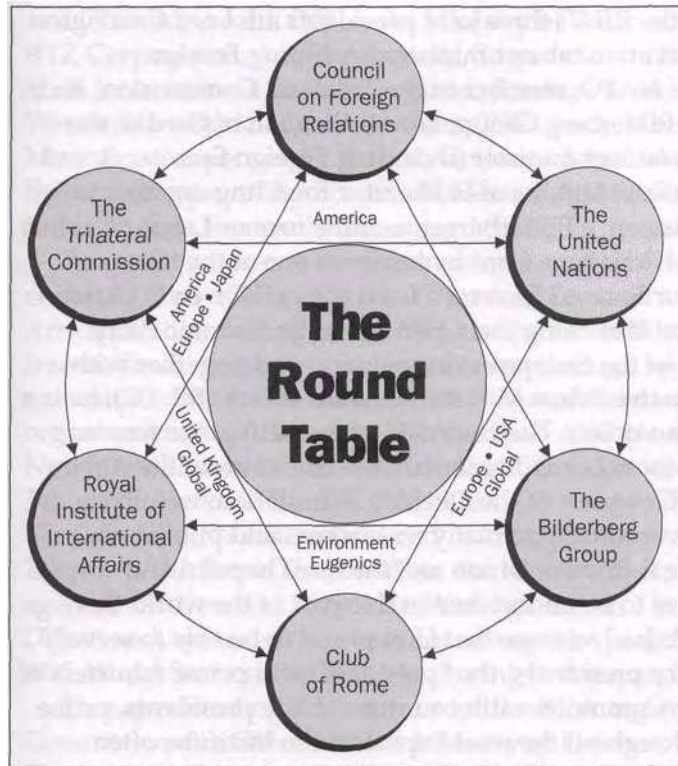 Council
on Foreign
Relations
The
Trilateral
Commission
America
The
United
Nations
America
Europe • Japan
The
Round
Table
United Kingdom
Global
Europe • USA
Global
Royal
Institute of
International
Affairs
Environment
Eugenics
The
Bilderberg
Group
Club
of Rome